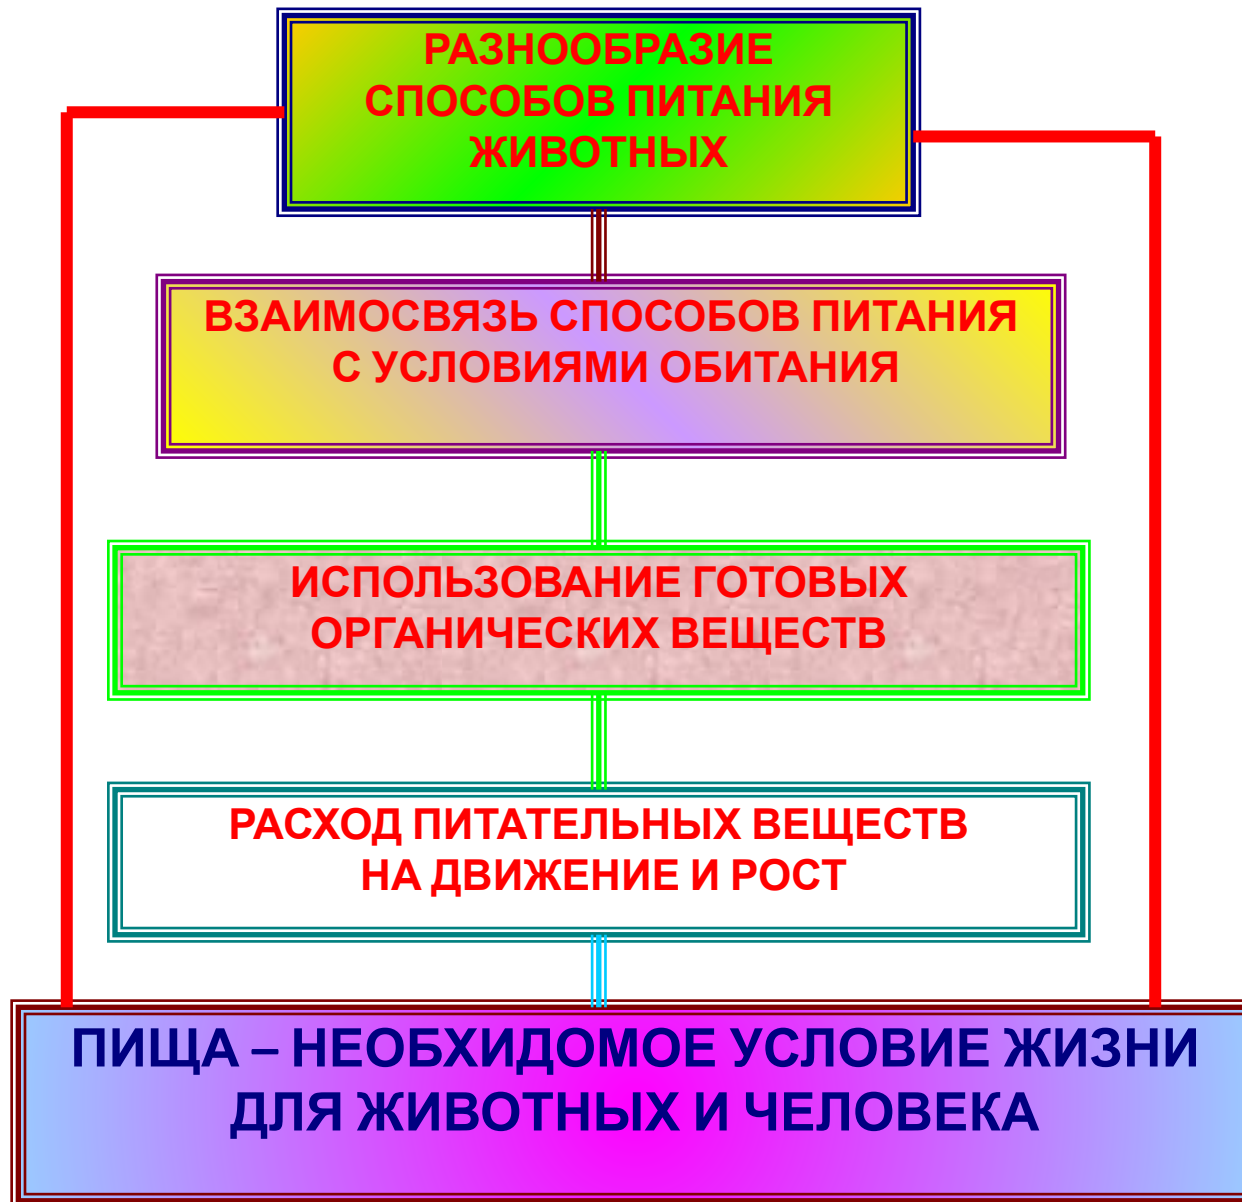 РАЗНООБРАЗИЕ
СПОСОБОВ ПИТАНИЯ
ЖИВОТНЫХ
ВЗАИМОСВЯЗЬ СПОСОБОВ ПИТАНИЯ
С УСЛОВИЯМИ ОБИТАНИЯ
ИСПОЛЬЗОВАНИЕ ГОТОВЫХ
ОРГАНИЧЕСКИХ ВЕЩЕСТВ
РАСХОД ПИТАТЕЛЬНЫХ ВЕЩЕСТВ
НА ДВИЖЕНИЕ И РОСТ
ПИЩА – НЕОБХИДОМОЕ УСЛОВИЕ ЖИЗНИ
ДЛЯ ЖИВОТНЫХ И ЧЕЛОВЕКА